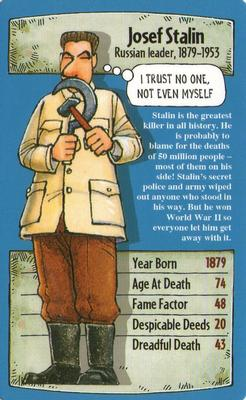 Josef Stalin
Russian leader, 1879-1953
I TRUST NO ONE,
NOT EVEN MYSELF
Stalin is the greatest
killer in all history. He
is probably to
blame for the deaths
of 50 million people –
most of them on his
side! Stalin's secret
police and army wiped
out anyone who stood in
his way. But he won
World War II so
everyone let him get
away with it.
Year Born 1879
Age At Death 74
Fame Factor 48
Despicable Deeds 20
Dreadful Death 43